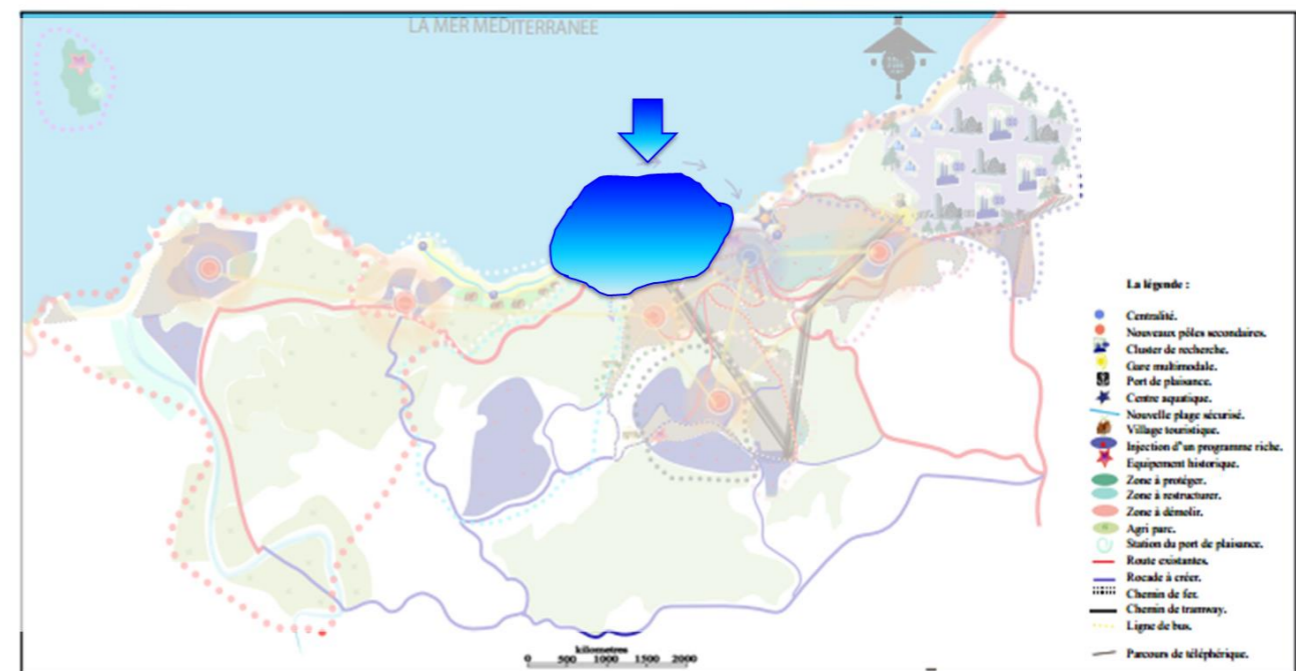 LA MER MEDITERRANEE
La légende :
Centralité.
Nouveaux pôles secondaires.
Cluster de recherche.
Gare multimodale.
Port de plaisance.
Centre aquatique.
Nouvelle plage sécurisé.
Village touristique.
Injection d'un programme riche.
Equipement historique.
Zone à protéger.
Zone à restructurer.
Zone à démolir.
Agri parc.
Station du port de plaisance.
Route existantes.
Rocade à créer.
Chemin de fer.
Chemin de tramway.
Ligne de bus.
Parcours de téléphérique.
kilometres
0 500 1000 1500 2000